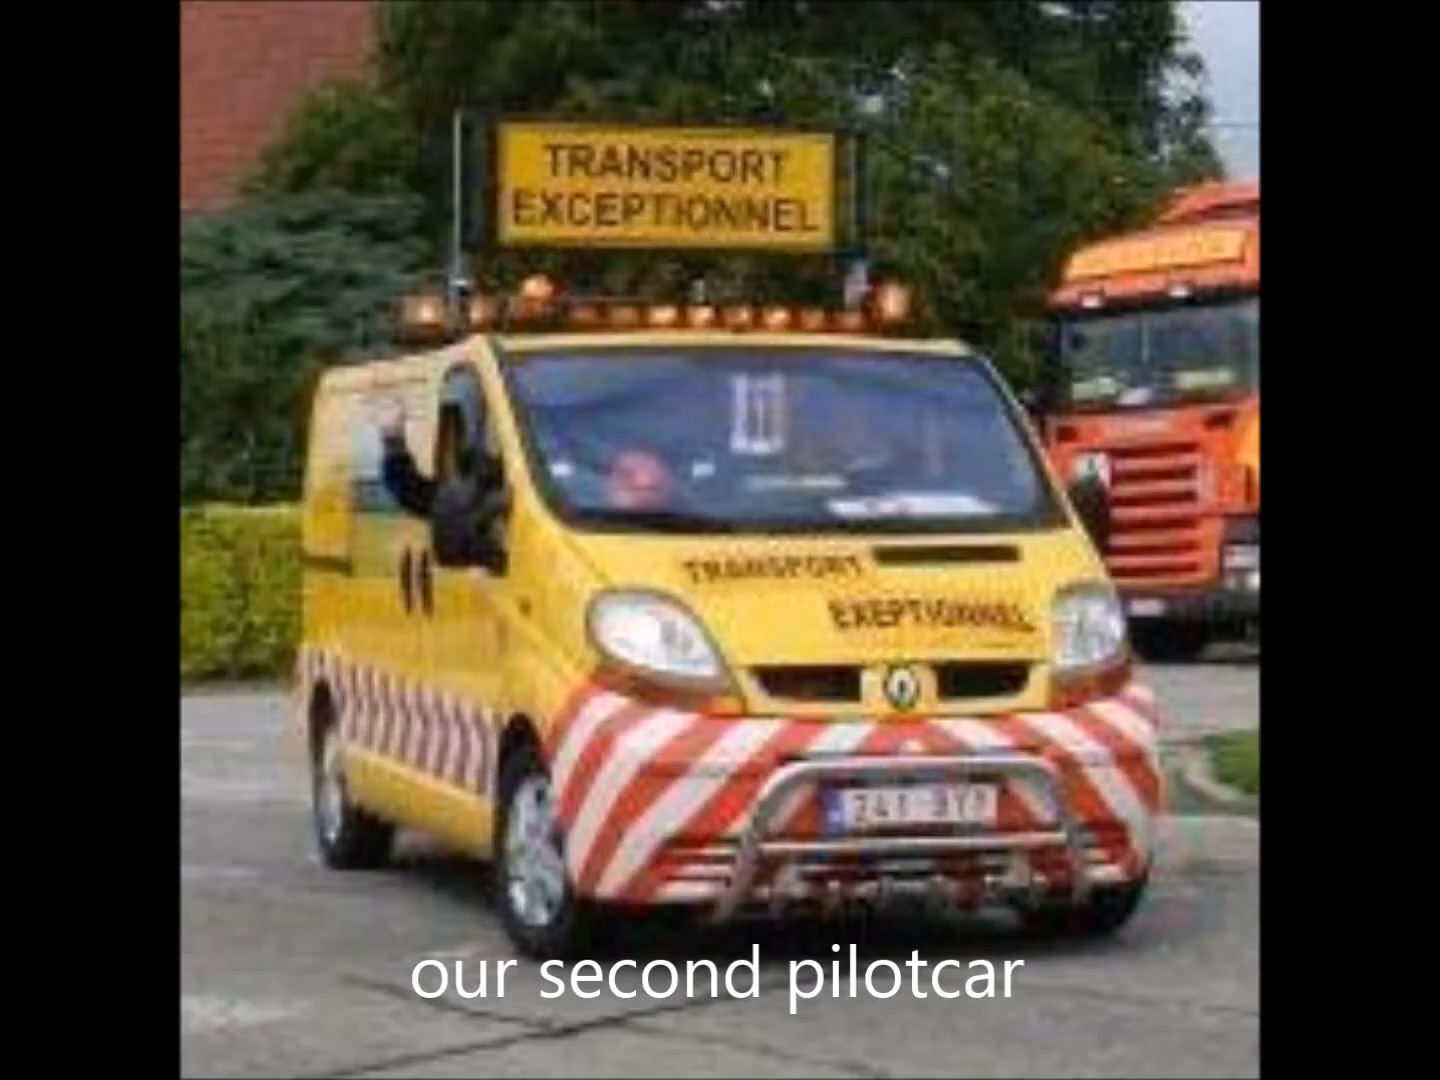 TRANSPORT
EXCEPTIONNEL
TRANSPORT
EXEPTIONNEL
our second pilotcar